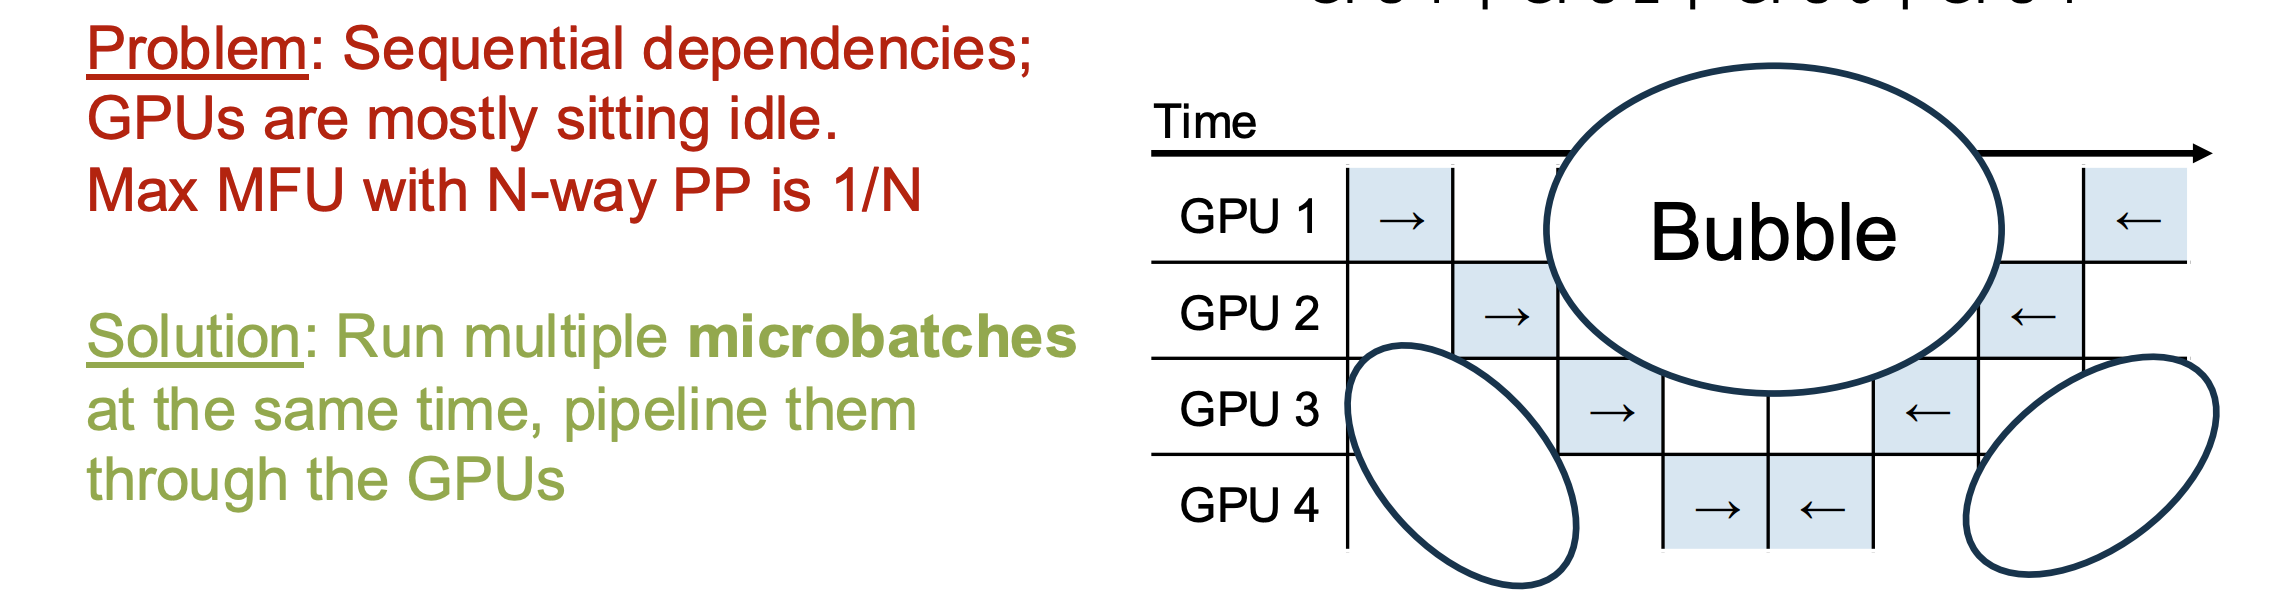 Problem: Sequential dependencies;
GPUs are mostly sitting idle.
Max MFU with N-way PP is 1/N
Solution: Run multiple microbatches
at the same time, pipeline them
through the GPUs
Time
Bubble
GPU 1 → ←
GPU 2 → ←
GPU 3 → ←
GPU 4 → ←